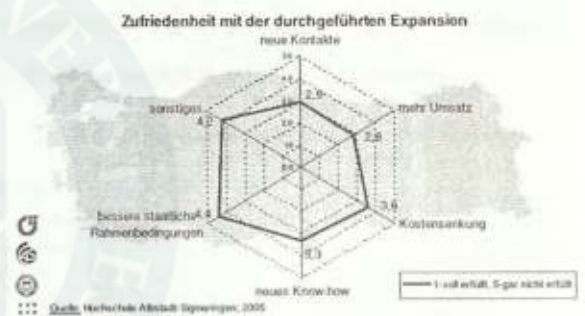 Zufriedenheit mit der durchgeführten Expansion
neue Kontakte
2,9
sonstiges
4,2
mehr Umsatz
2,8
bessere staatliche
4,4
Rahmenbedingungen
3,6
Kostensenkung
3,3
neues Know-how
1-voll erfüllt, 5-gar nicht erfüllt
Quelle: Hochschule Albstadt-Sigmaringen, 2005